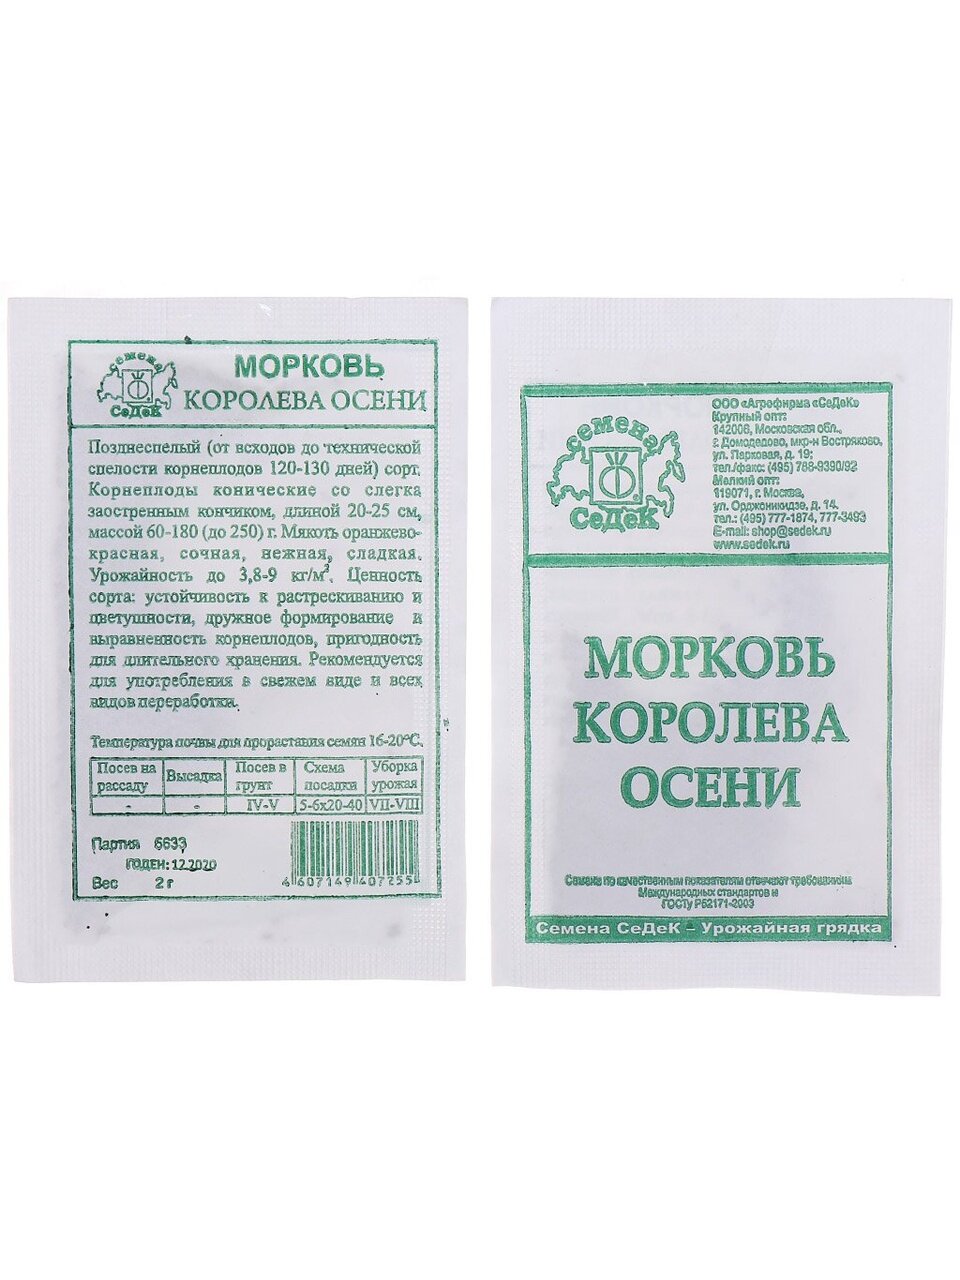 семена
СеДеК
МОРКОВЬ
КОРОЛЕВА ОСЕНИ
Позднеспелый (от всходов до технической
спелости корнеплодов 120-130 дней) сорт.
Корнеплоды конические со слегка
заостренным кончиком, длиной 20-25 см,
массой 60-180 (до 250) г. Мякоть оранжево-
красная, сочная, нежная, сладкая.
Урожайность до 3,8-9 кг/м². Ценность
сорта: устойчивость к растрескиванию и
цветушности, дружное формирование и
выравненность корнеплодов, пригодность
для длительного хранения. Рекомендуется
для употребления в свежем виде и всех
видов переработки.
Температура почвы для прорастания семян 16-20°С.
Посев на рассаду Высадка Посев в грунт Схема посадки Уборка урожая
- - IV-V 5-6х20-40 VII-VIII
Партия 6633
ГОДЕН: 12.2020
Вес 2 г
4 607149 407255
семена
СеДеК
ООО «Агрофирма «СеДеК»
Крупный опт:
142006, Московская обл.,
г. Домодедово, мкр-н Востряково,
ул. Парковая, д. 19;
тел./факс: (495) 788-9390/92
Мелкий опт:
119071, г. Москва,
ул. Орджоникидзе, д. 14.
тел.: (495) 777-1874, 777-3493
E-mail: shop@sedek.ru
www.sedek.ru
МОРКОВЬ
КОРОЛЕВА
ОСЕНИ
Семена по качественным показателям отвечают требованиям
Международных стандартов и
ГОСТУ Р52171-2003
Семена СеДеК – Урожайная грядка